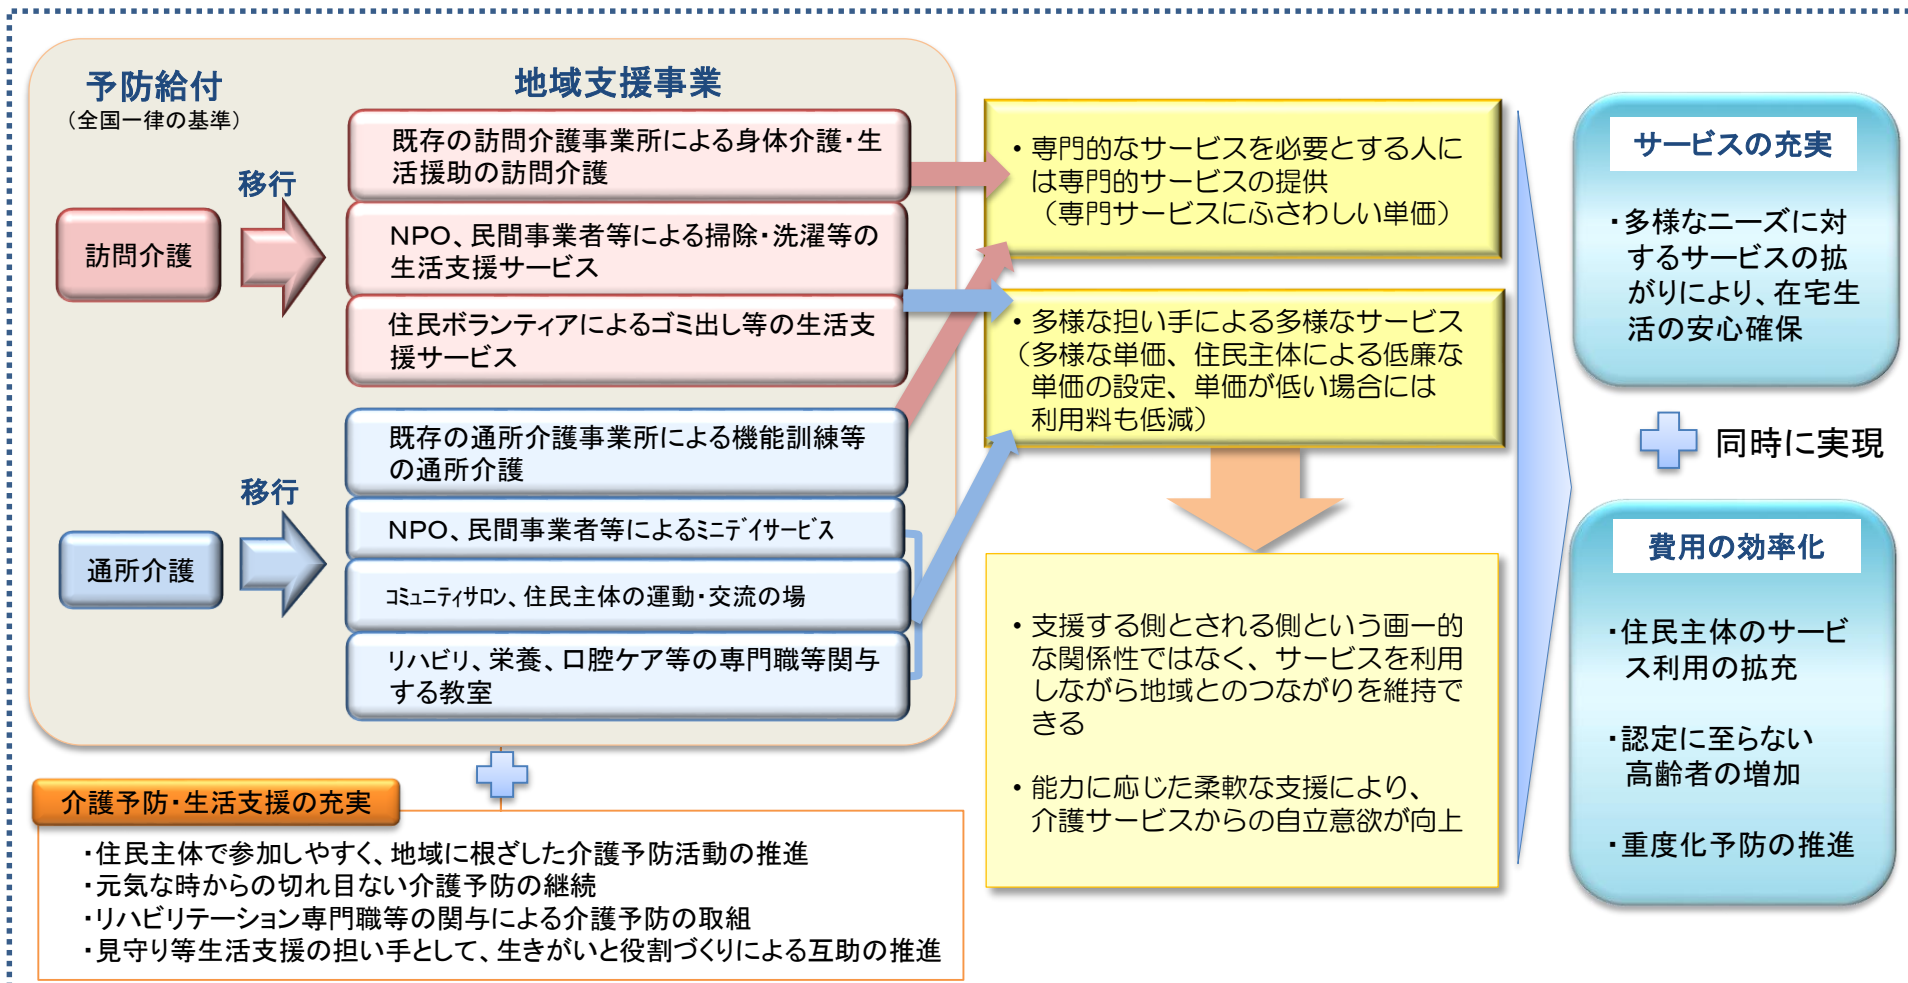 予防給付
（全国一律の基準）
地域支援事業
訪問介護
移行
既存の訪問介護事業所による身体介護・生
活援助の訪問介護
NPO、民間事業者等による掃除・洗濯等の
生活支援サービス
住民ボランティアによるゴミ出し等の生活支
援サービス
通所介護
移行
既存の通所介護事業所による機能訓練等
の通所介護
NPO、民間事業者等によるﾐﾆﾃﾞｲｻｰﾋﾞｽ
ｺﾐｭﾆﾃｨｻﾛﾝ、住民主体の運動・交流の場
リハビリ、栄養、口腔ケア等の専門職等関与
する教室
介護予防・生活支援の充実
・住民主体で参加しやすく、地域に根ざした介護予防活動の推進
・元気な時からの切れ目ない介護予防の継続
・リハビリテーション専門職等の関与による介護予防の取組
・見守り等生活支援の担い手として、生きがいと役割づくりによる互助の推進
・専門的なサービスを必要とする人に
は専門的サービスの提供
（専門サービスにふさわしい単価）
・多様な担い手による多様なサービス
（多様な単価、住民主体による低廉な
単価の設定、単価が低い場合には
利用料も低減）
・支援する側とされる側という画一的
な関係性ではなく、サービスを利用
しながら地域とのつながりを維持で
きる
・能力に応じた柔軟な支援により、
介護サービスからの自立意欲が向上
サービスの充実
・多様なニーズに対
するサービスの拡
がりにより、在宅生
活の安心確保
同時に実現
費用の効率化
・住民主体のサービ
ス利用の拡充
・認定に至らない
高齢者の増加
・重度化予防の推進